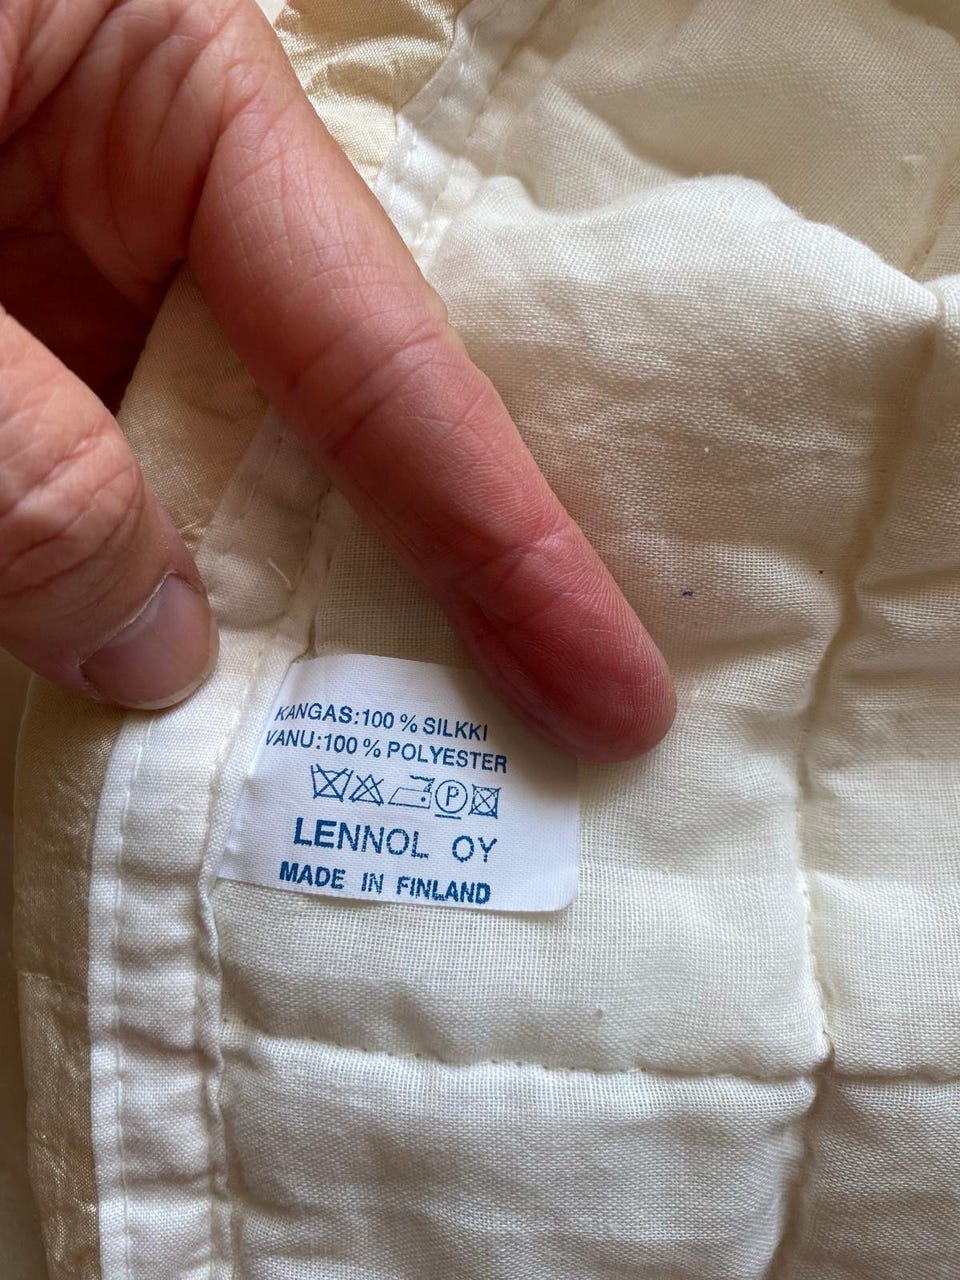 KANGAS:100 % SILKKI
VANU:100 % POLYESTER
P
LENNOL OY
MADE IN FINLAND